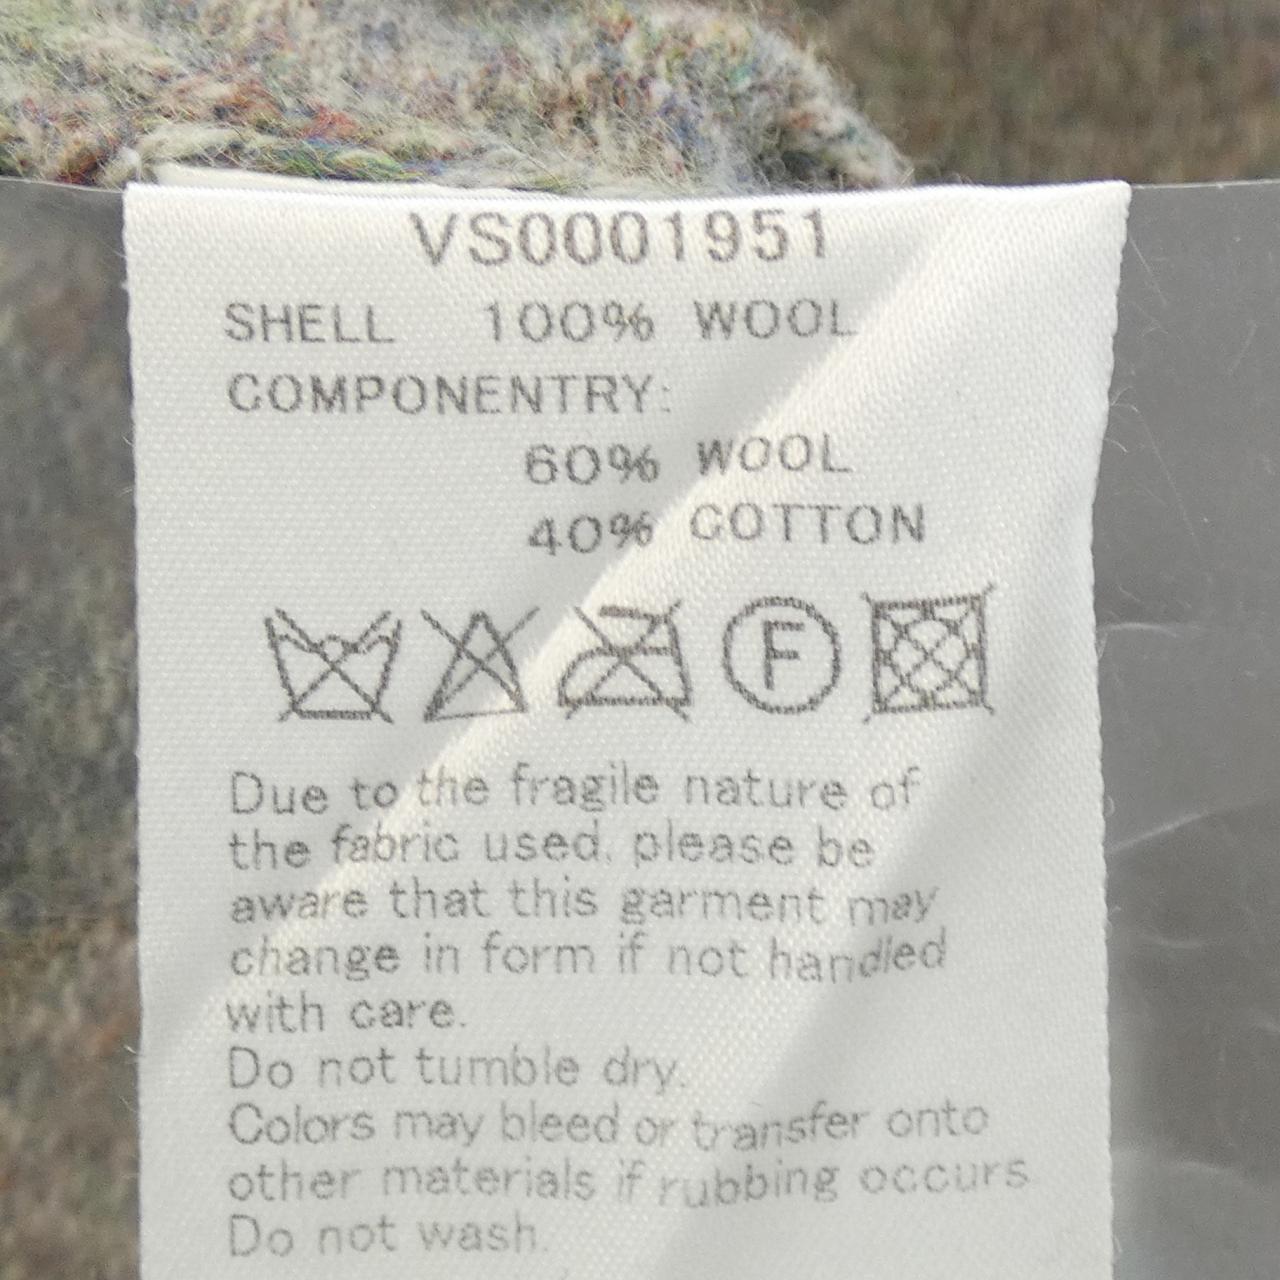 VS0001951
SHELL 100% WOOL
COMPONENTRY:
60% WOOL
40% COTTON
F
Due to the fragile nature of
the fabric used, please be
aware that this garment may
change in form if not handled
with care.
Do not tumble dry.
Colors may bleed or transfer onto
other materials if rubbing occurs.
Do not wash.